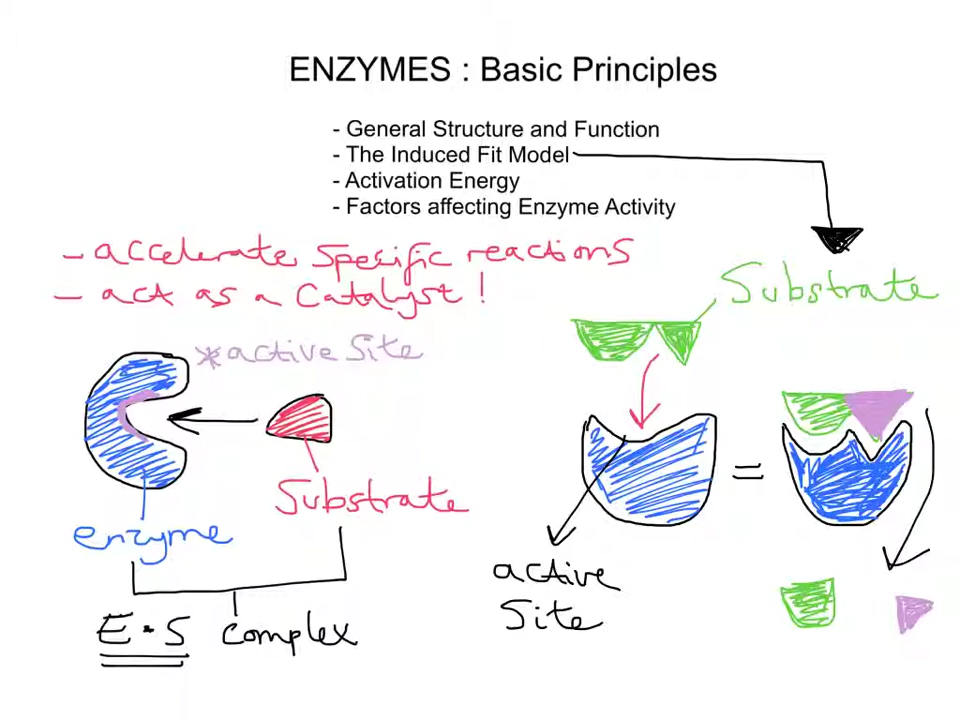 ENZYMES : Basic Principles
- General Structure and Function
- The Induced Fit Model
- Activation Energy
- Factors affecting Enzyme Activity
- accelerate specific reactions
- act as a Catalyst !
Substrate
*active Site
Substrate
enzyme
=
active
Site
E • S complex